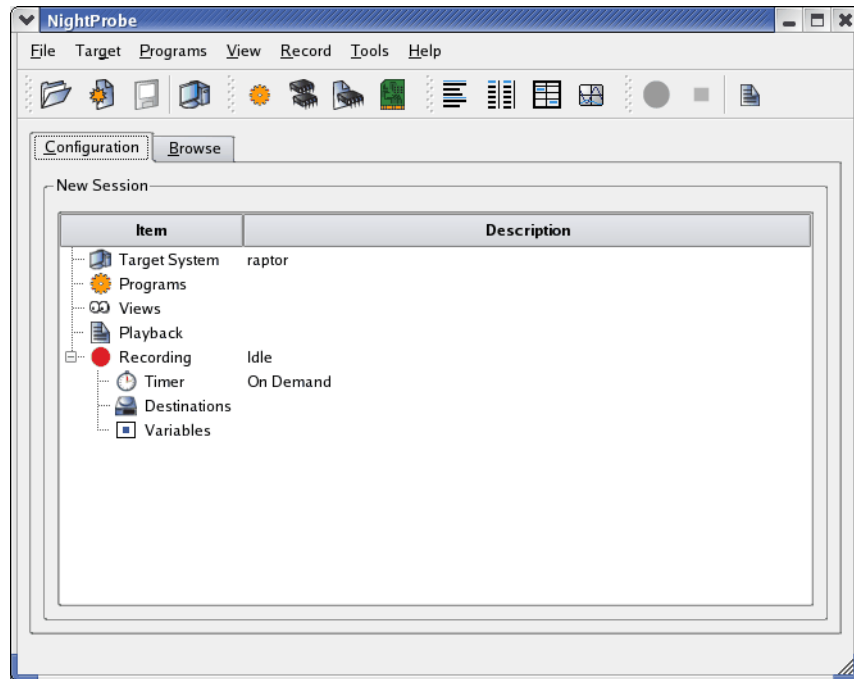 NightProbe
File Target Programs View Record Tools Help
Configuration Browse
New Session
Item Description
Target System raptor
Programs
Views
Playback
Recording Idle
Timer On Demand
Destinations
Variables